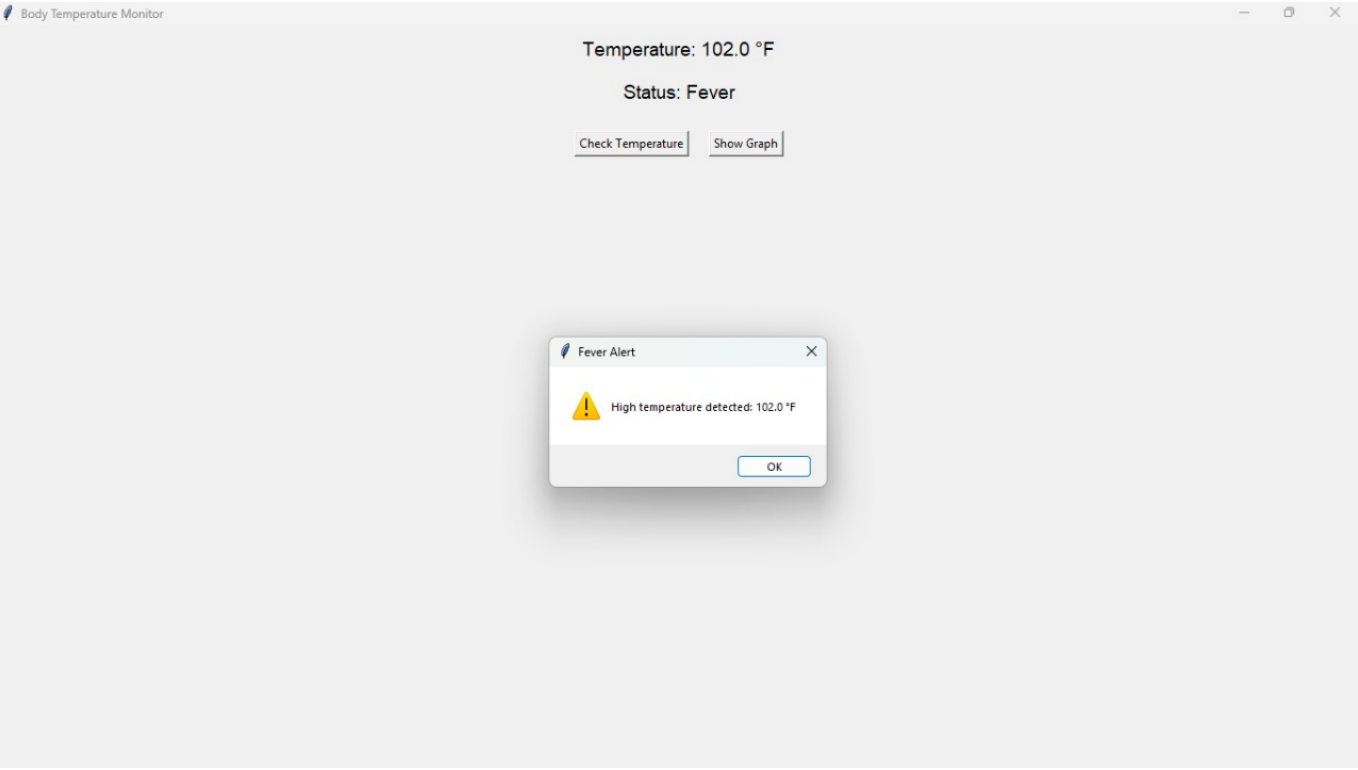 Body Temperature Monitor
Temperature: 102.0 °F
Status: Fever
Check Temperature Show Graph
Fever Alert
High temperature detected: 102.0 °F
OK